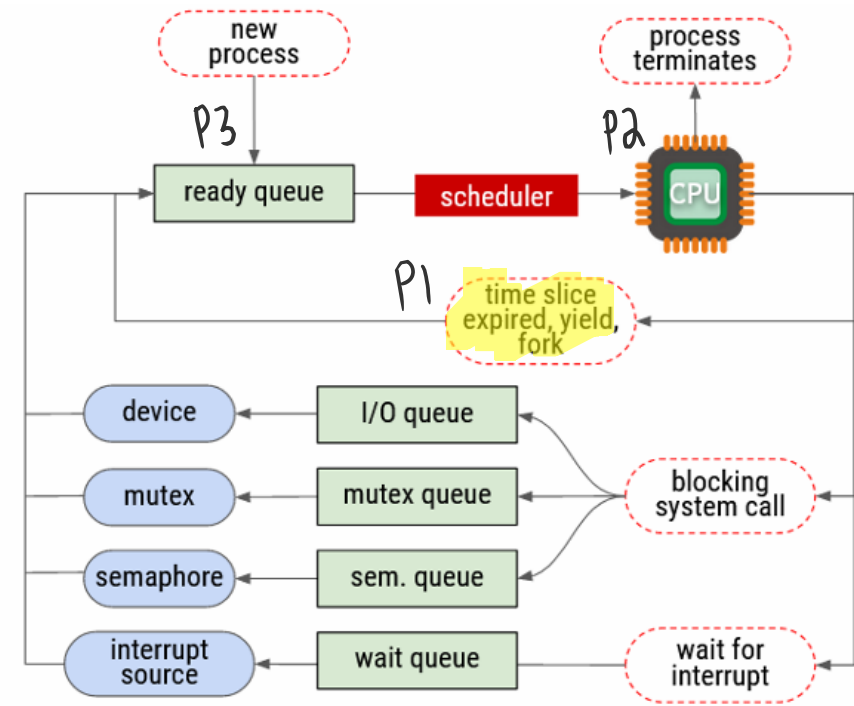 new
process
process
terminates
P3
P2
ready queue
scheduler
CPU
P1
time slice
expired, yield,
fork
device
I/O queue
mutex
mutex queue
blocking
system call
semaphore
sem. queue
interrupt
source
wait queue
wait for
interrupt